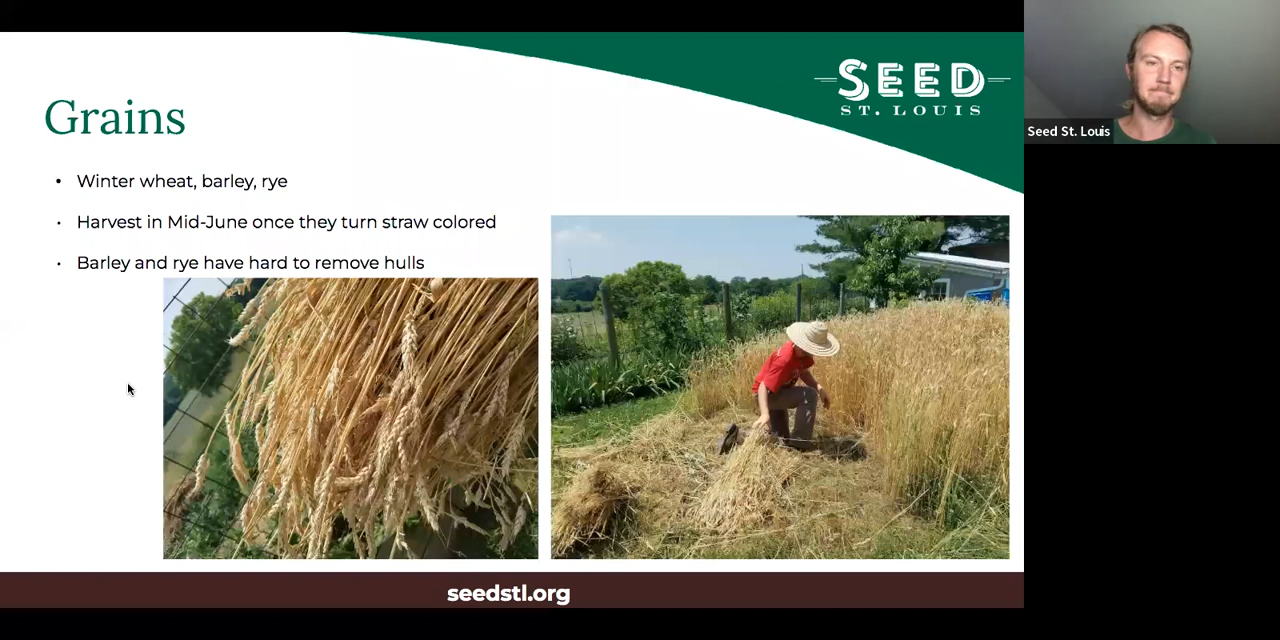 SEED
ST. LOUIS
Grains
Seed St. Louis
• Winter wheat, barley, rye
• Harvest in Mid-June once they turn straw colored
• Barley and rye have hard to remove hulls
seedstl.org